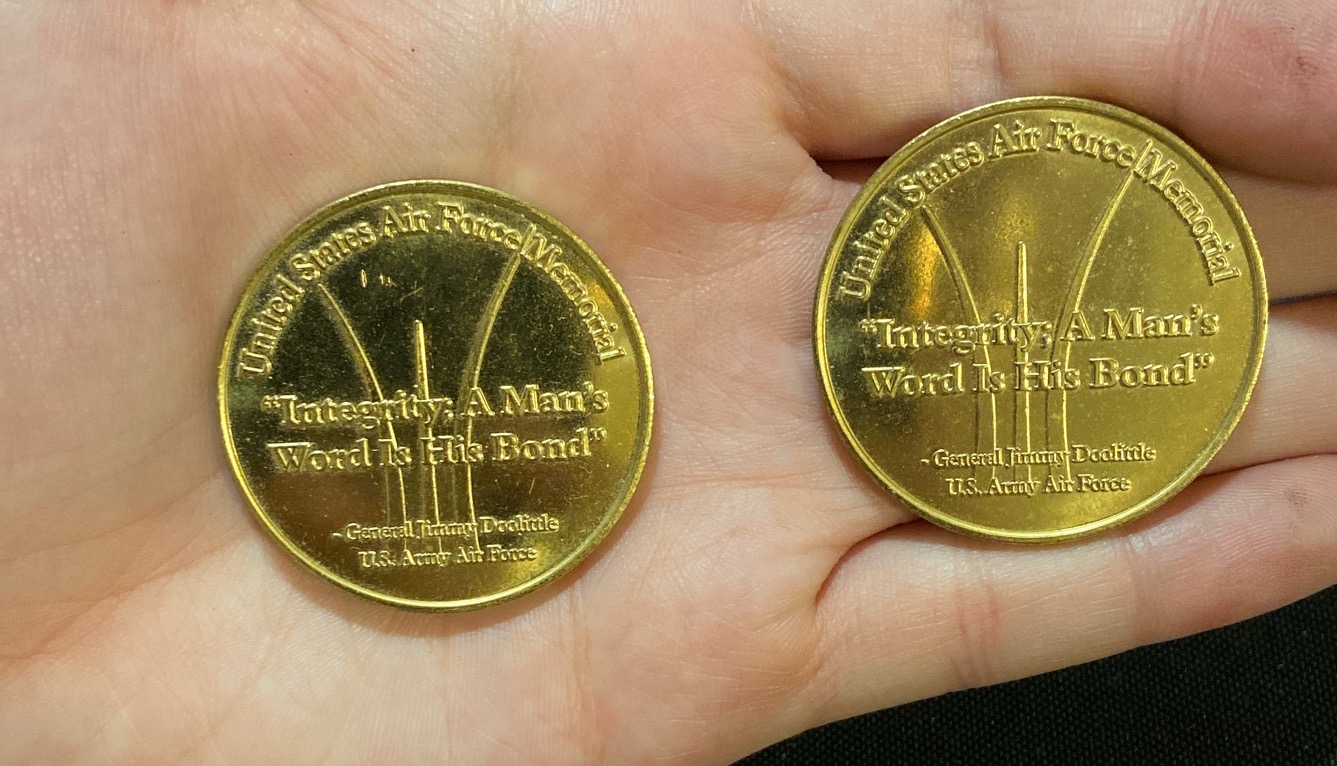 United States Air Force Memorial
"Integrity; A Man's
Word Is His Bond"
- General Jimmy Doolittle
U.S. Army Air Force
United States Air Force Memorial
"Integrity; A Man's
Word Is His Bond"
- General Jimmy Doolittle
U.S. Army Air Force